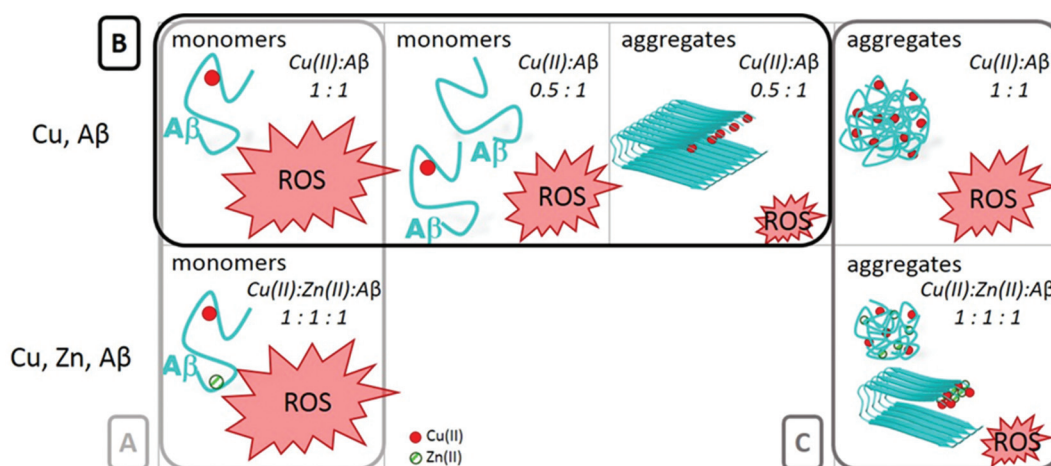 B
Cu, Aβ
monomers
Cu(II):Aβ
1 : 1
Aβ
ROS
monomers
Cu(II):Aβ
0.5 : 1
Aβ
Aβ
ROS
aggregates
Cu(II):Aβ
0.5 : 1
ROS
aggregates
Cu(II):Aβ
1 : 1
ROS
Cu, Zn, Aβ
monomers
Cu(II):Zn(II):Aβ
1 : 1 : 1
Aβ
ROS
A
Cu(II)
Zn(II)
aggregates
Cu(II):Zn(II):Aβ
1 : 1 : 1
ROS
C